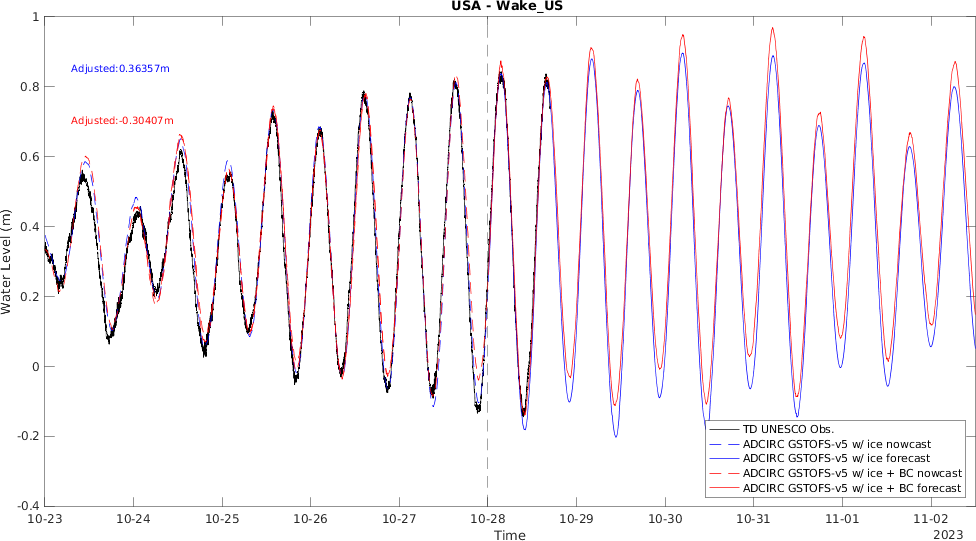 USA - Wake_US
Adjusted:0.36357m
Adjusted:-0.30407m
Water Level (m)
1
0.8
0.6
0.4
0.2
0
-0.2
-0.4
TD UNESCO Obs.
ADCIRC GSTOFS-v5 w/ ice nowcast
ADCIRC GSTOFS-v5 w/ ice forecast
ADCIRC GSTOFS-v5 w/ ice + BC nowcast
ADCIRC GSTOFS-v5 w/ ice + BC forecast
10-23 10-24 10-25 10-26 10-27 10-28 10-29 10-30 10-31 11-01 11-02
Time
2023